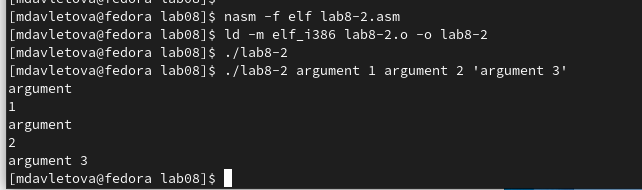 [mdavletova@fedora lab08]$ nasm -f elf lab8-2.asm
[mdavletova@fedora lab08]$ ld -m elf_i386 lab8-2.o -o lab8-2
[mdavletova@fedora lab08]$ ./lab8-2
[mdavletova@fedora lab08]$ ./lab8-2 argument 1 argument 2 'argument 3'
argument
1
argument
2
argument 3
[mdavletova@fedora lab08]$